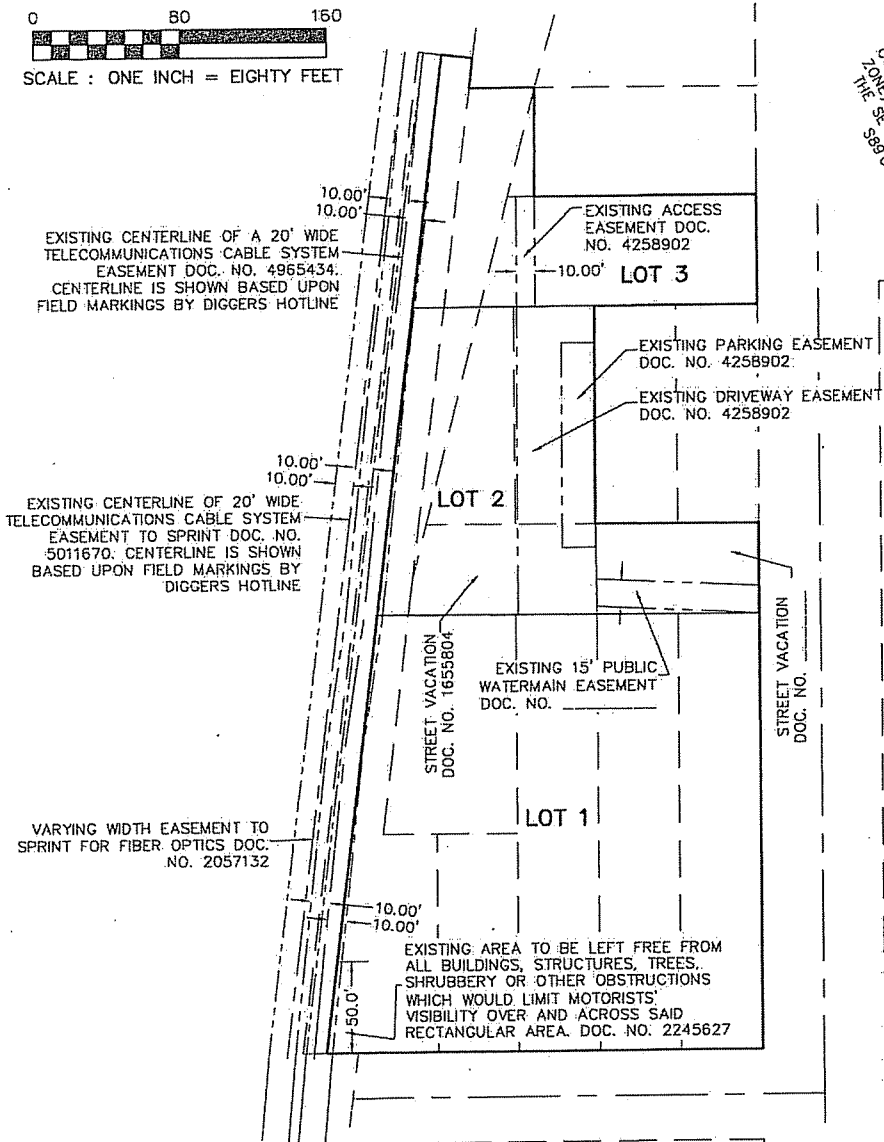 0 80 160
SCALE : ONE INCH = EIGHTY FEET
10.00'
10.00'
EXISTING CENTERLINE OF A 20' WIDE
TELECOMMUNICATIONS CABLE SYSTEM
EASEMENT DOC. NO. 4965434.
CENTERLINE IS SHOWN BASED UPON
FIELD MARKINGS BY DIGGERS HOTLINE
EXISTING ACCESS
EASEMENT DOC.
NO. 4258902
10.00'
LOT 3
EXISTING PARKING EASEMENT
DOC. NO. 4258902
EXISTING DRIVEWAY EASEMENT
DOC. NO. 4258902
10.00'
10.00'
LOT 2
EXISTING CENTERLINE OF 20' WIDE
TELECOMMUNICATIONS CABLE SYSTEM
EASEMENT TO SPRINT DOC. NO.
5011670. CENTERLINE IS SHOWN
BASED UPON FIELD MARKINGS BY
DIGGERS HOTLINE
STREET VACATION
DOC. NO. 1655804
EXISTING 15' PUBLIC
WATERMAIN EASEMENT
DOC. NO. ________
STREET VACATION
DOC. NO. ________
LOT 1
VARYING WIDTH EASEMENT TO
SPRINT FOR FIBER OPTICS DOC.
NO. 2057132
10.00'
10.00'
50.0'
EXISTING AREA TO BE LEFT FREE FROM
ALL BUILDINGS, STRUCTURES, TREES,
SHRUBBERY OR OTHER OBSTRUCTIONS
WHICH WOULD LIMIT MOTORISTS'
VISIBILITY OVER AND ACROSS SAID
RECTANGULAR AREA. DOC. NO. 2245627
ZONE,
THE SE